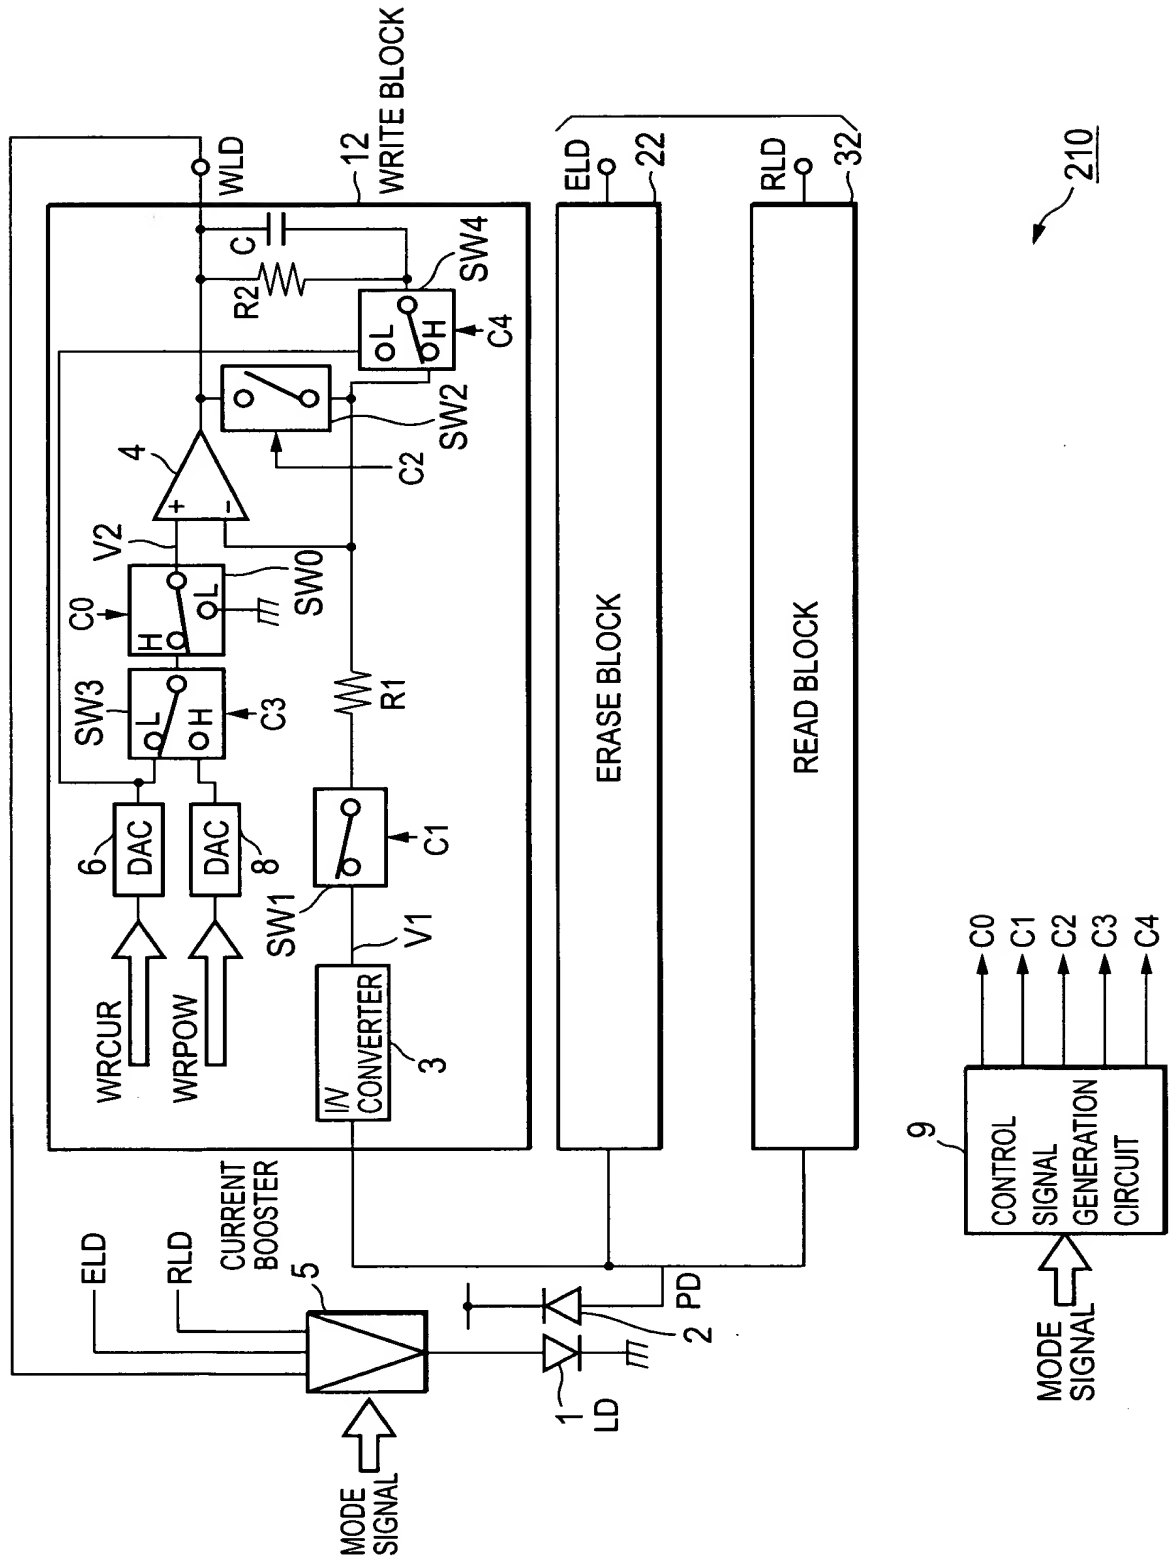 MODE
SIGNAL
ELD
RLD
CURRENT
BOOSTER
5
1
LD
2
PD
WRCUR
WRPOW
6
DAC
DAC
8
SW3
L
H
C3
C0
H
L
SW0
V2
4
+
-
I/V
CONVERTER
3
V1
SW1
C1
R1
C2
SW2
R2
C
L
H
SW4
C4
WLD
12
WRITE BLOCK
ERASE BLOCK
ELD
22
READ BLOCK
RLD
32
210
MODE
SIGNAL
9
CONTROL
SIGNAL
GENERATION
CIRCUIT
C0
C1
C2
C3
C4